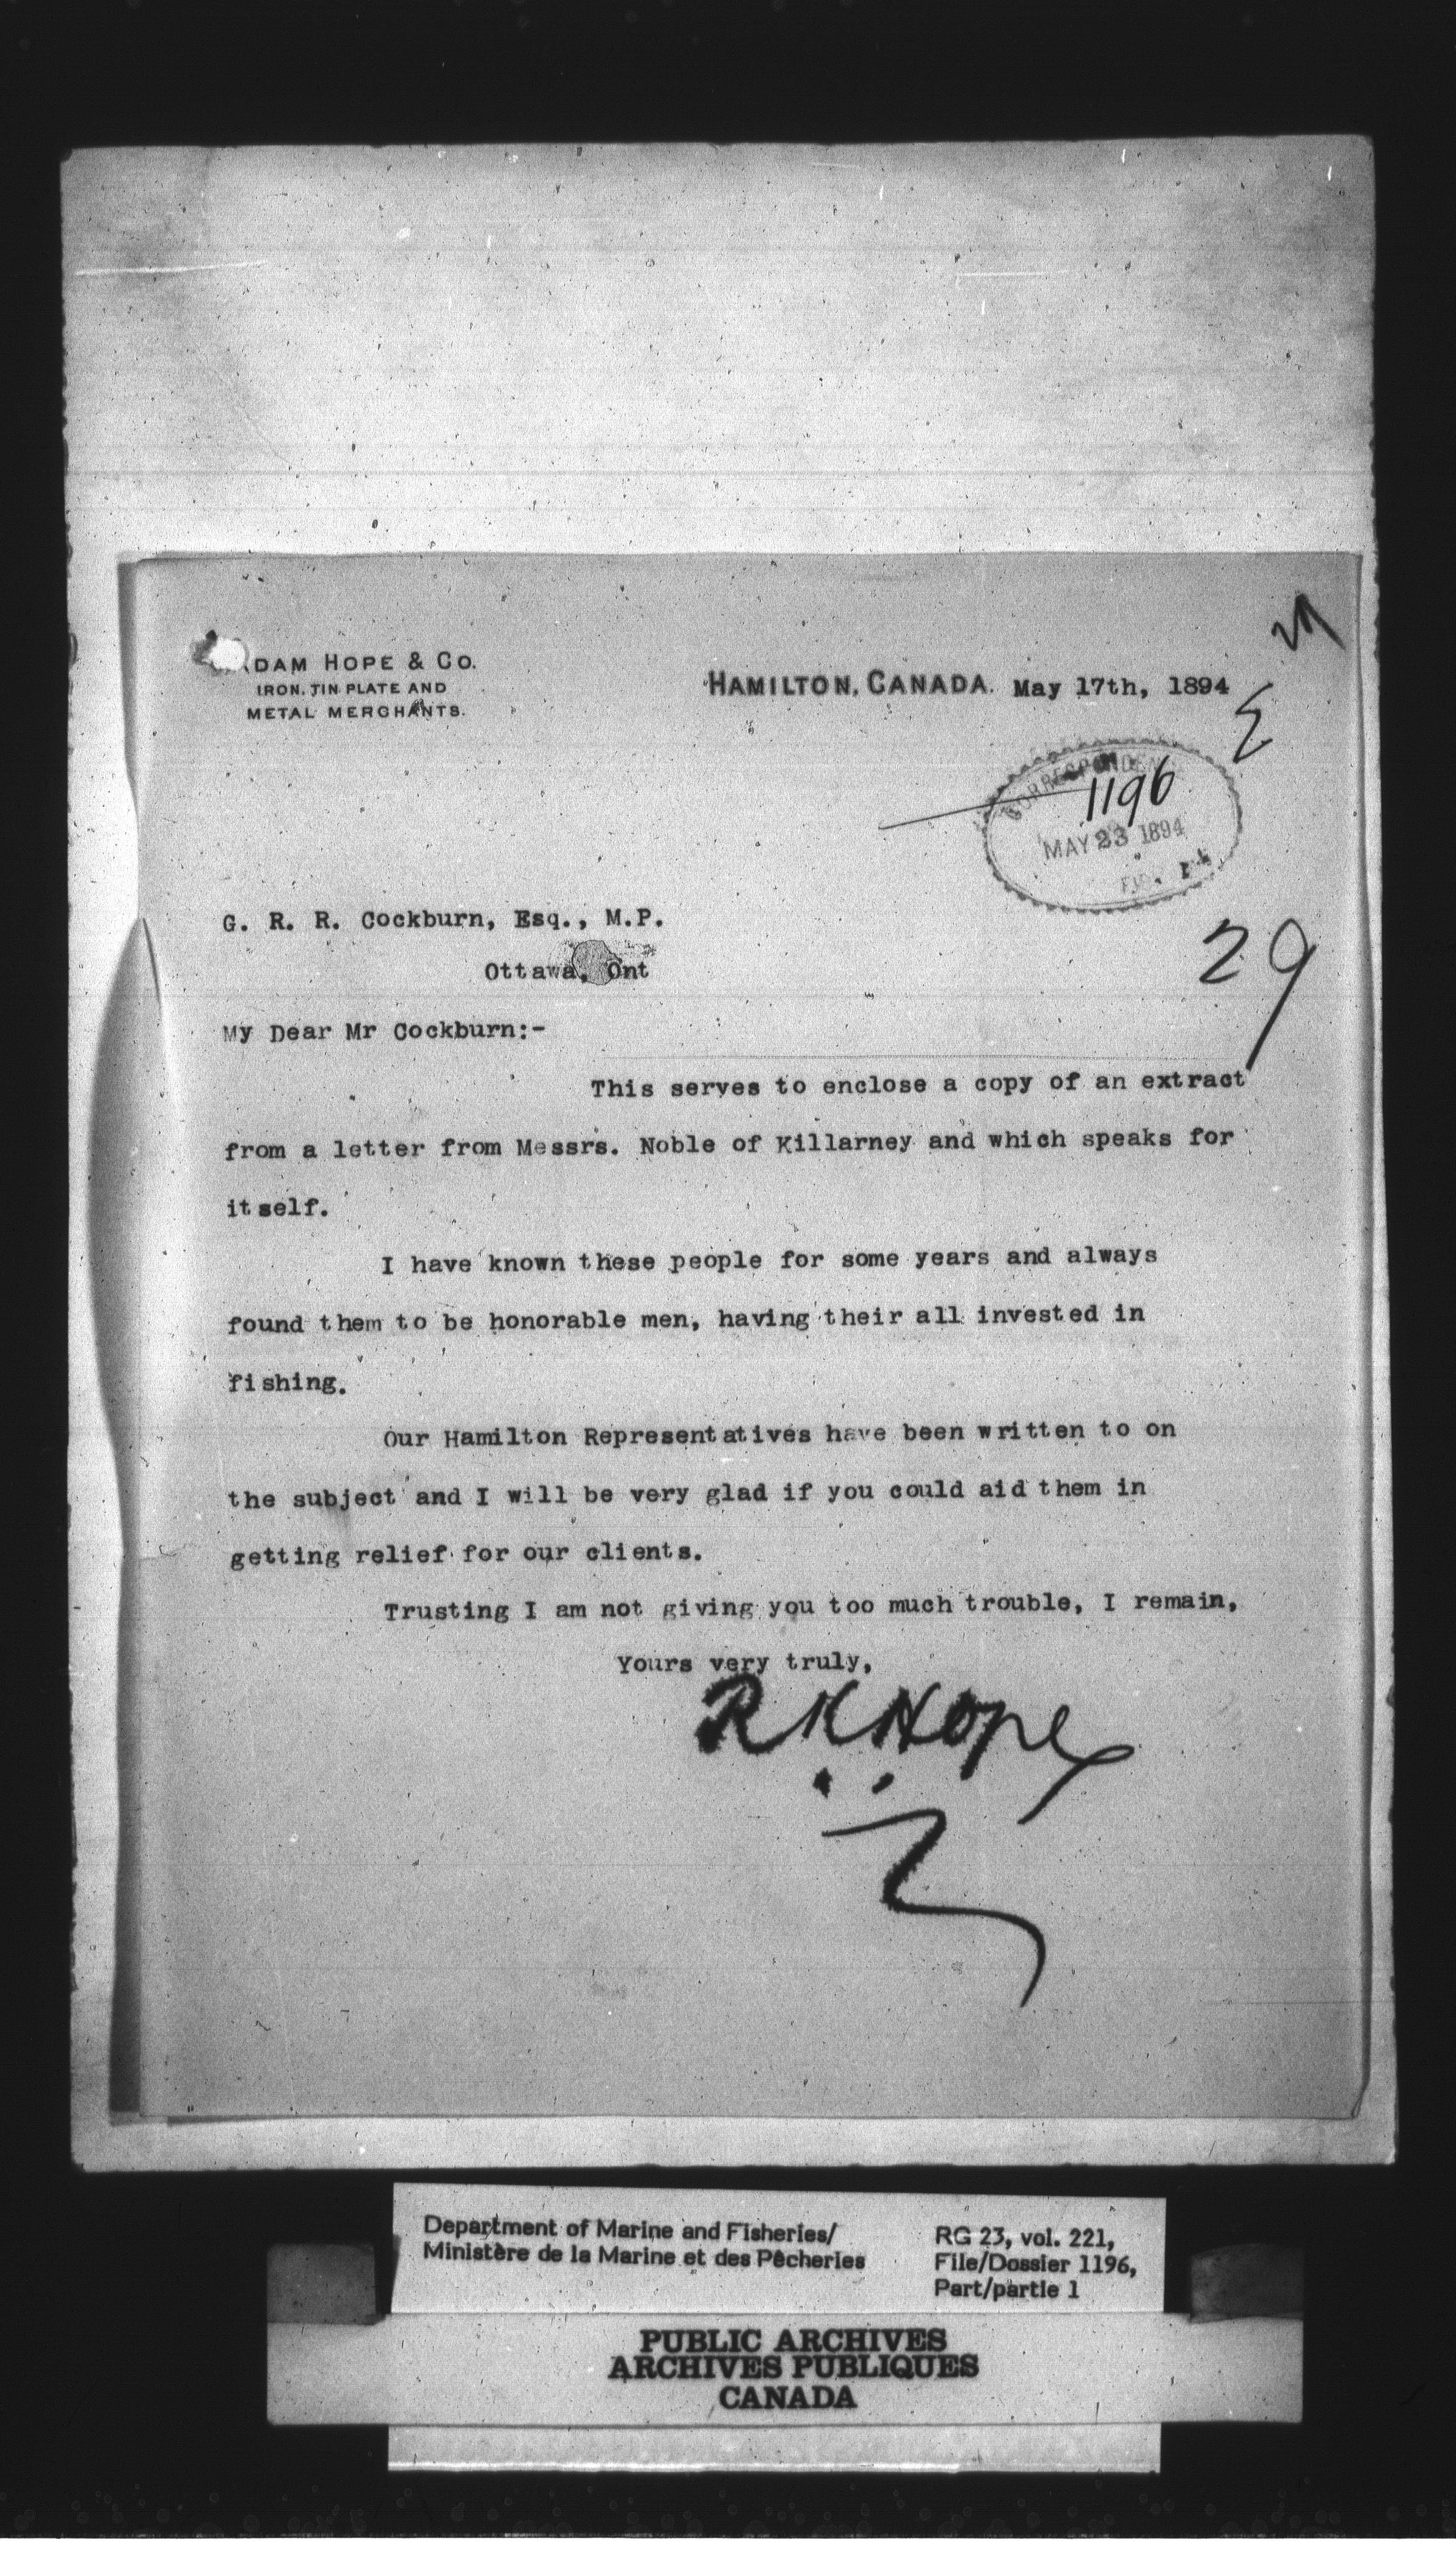 ADAM HOPE & CO.
IRON, TIN PLATE AND
METAL MERCHANTS.
HAMILTON, CANADA. May 17th, 1894
CORRESPONDENCE
1196
MAY 23 1894
29
G. R. R. Cockburn, Esq., M.P.
Ottawa, Ont
My Dear Mr Cockburn:-
This serves to enclose a copy of an extract
from a letter from Messrs. Noble of Killarney and which speaks for
itself.
I have known these people for some years and always
found them to be honorable men, having their all invested in
fishing.
Our Hamilton Representatives have been written to on
the subject and I will be very glad if you could aid them in
getting relief for our clients.
Trusting I am not giving you too much trouble, I remain,
Yours very truly,
R K Hope
Department of Marine and Fisheries/
Ministère de la Marine et des Pêcheries
RG 23, vol. 221,
File/Dossier 1196,
Part/partie 1
PUBLIC ARCHIVES
ARCHIVES PUBLIQUES
CANADA